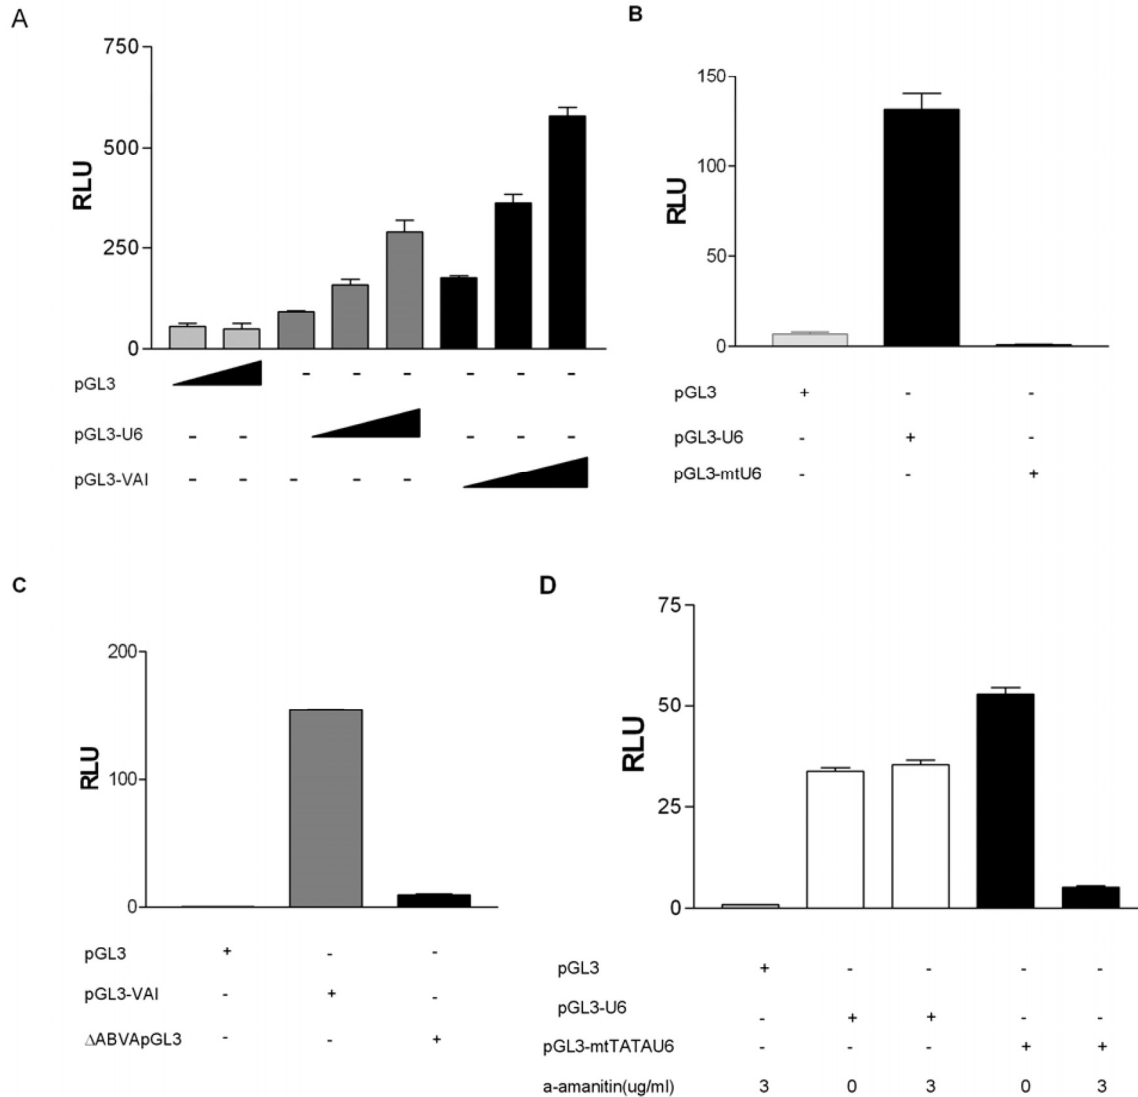 A
750
500
250
0
RLU
pGL3 - - - - - -
pGL3-U6 - - - - -
pGL3-VAI - - - - -
B
150
100
50
0
RLU
pGL3 + - -
pGL3-U6 - + -
pGL3-mtU6 - - +
C
200
100
0
RLU
pGL3 + - -
pGL3-VAI - + -
∆ABVApGL3 - - +
D
75
50
25
0
RLU
pGL3 + - - - -
pGL3-U6 - + + - -
pGL3-mtTATAU6 - - - + +
a-amanitin(ug/ml) 3 0 3 0 3